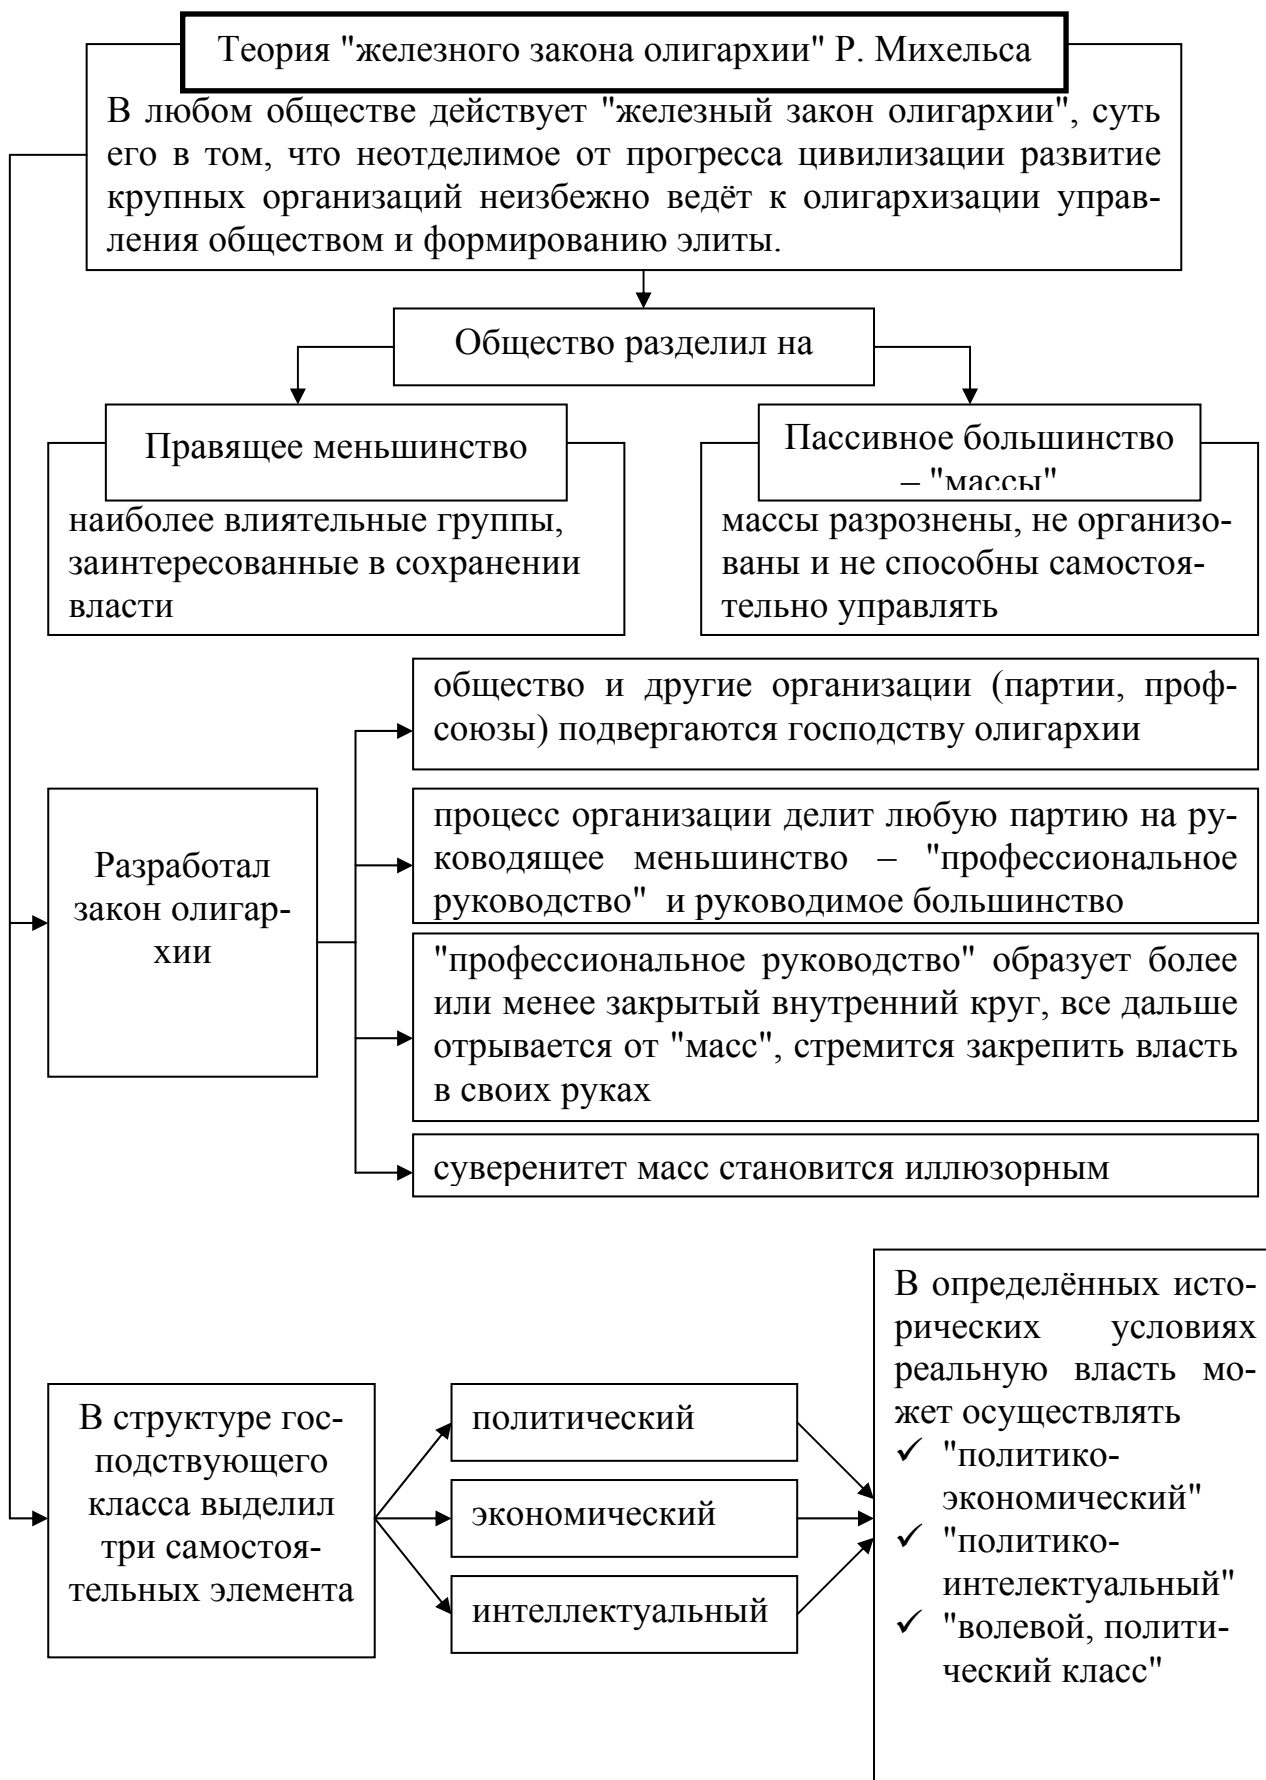 Теория "железного закона олигархии" Р. Михельса
В любом обществе действует "железный закон олигархии", суть
его в том, что неотделимое от прогресса цивилизации развитие
крупных организаций неизбежно ведёт к олигархизации управ-
ления обществом и формированию элиты.
Общество разделил на
Правящее меньшинство
наиболее влиятельные группы,
заинтересованные в сохранении
власти
Пассивное большинство
– "массы"
массы разрознены, не организо-
ваны и не способны самостоя-
тельно управлять
Разработал
закон олигар-
хии
общество и другие организации (партии, проф-
союзы) подвергаются господству олигархии
процесс организации делит любую партию на ру-
ководящее меньшинство – "профессиональное
руководство" и руководимое большинство
"профессиональное руководство" образует более
или менее закрытый внутренний круг, все дальше
отрывается от "масс", стремится закрепить власть
в своих руках
суверенитет масс становится иллюзорным
В структуре гос-
подствующего
класса выделил
три самостоя-
тельных элемента
политический
экономический
интеллектуальный
В определённых исто-
рических условиях
реальную власть мо-
жет осуществлять
✓ "политико-
экономический"
✓ "политико-
интелектуальный"
✓ "волевой, полити-
ческий класс"